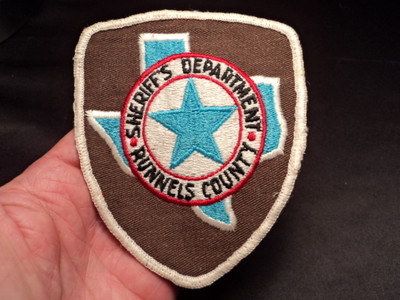 SHERIFF'S DEPARTMENT
RUNNELS COUNTY